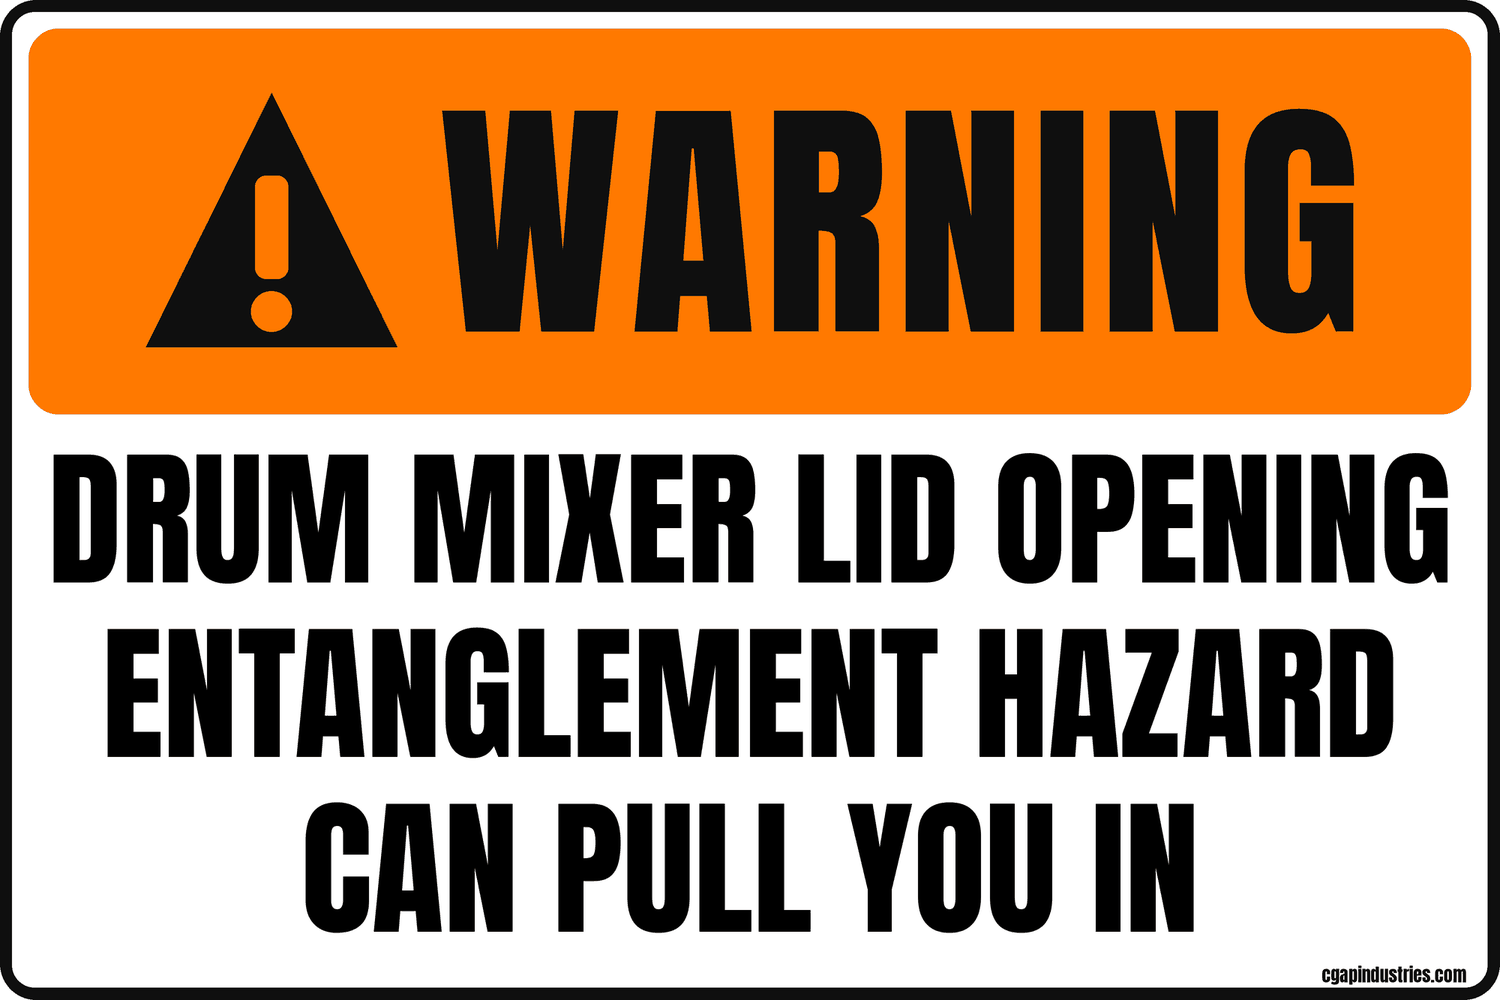 WARNING
DRUM MIXER LID OPENING
ENTANGLEMENT HAZARD
CAN PULL YOU IN
cgapindustries.com